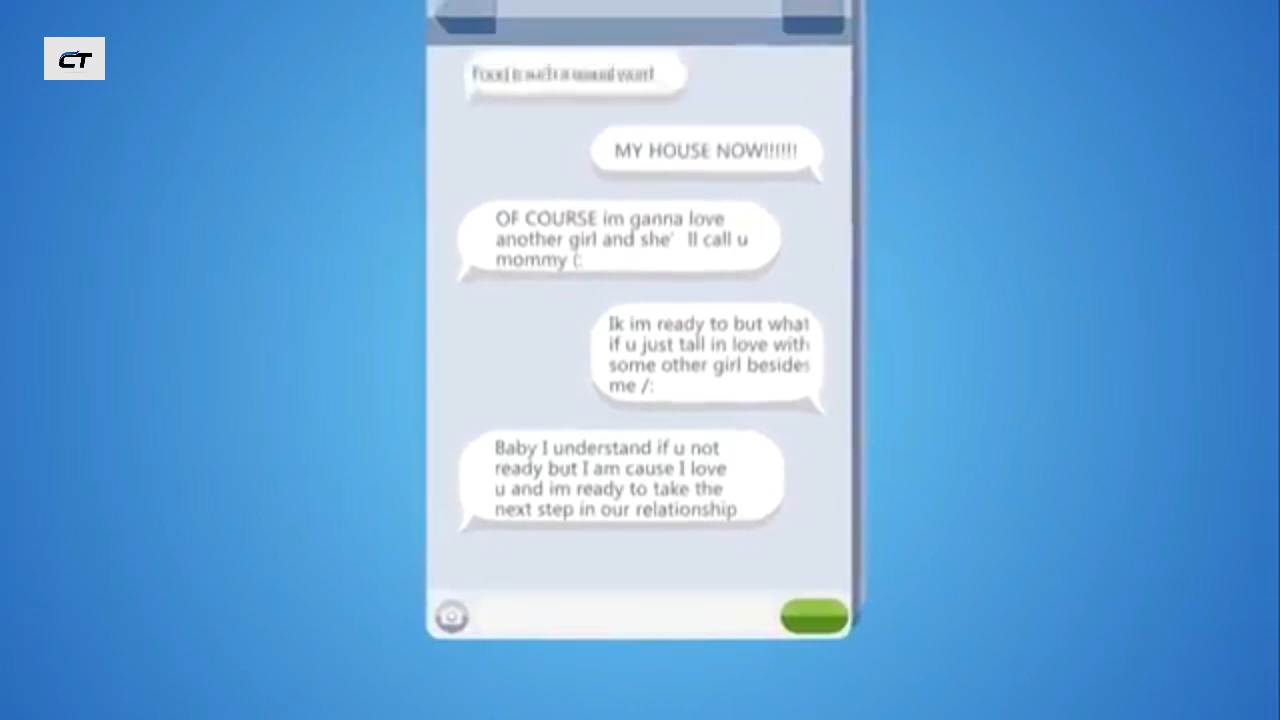 CT
MY HOUSE NOW!!!!!!
OF COURSE im ganna love
another girl and she' ll call u
mommy (:
Ik im ready to but what
if u just tall in love with
some other girl besides
me /:
Baby I understand if u not
ready but I am cause I love
u and im ready to take the
next step in our relationship